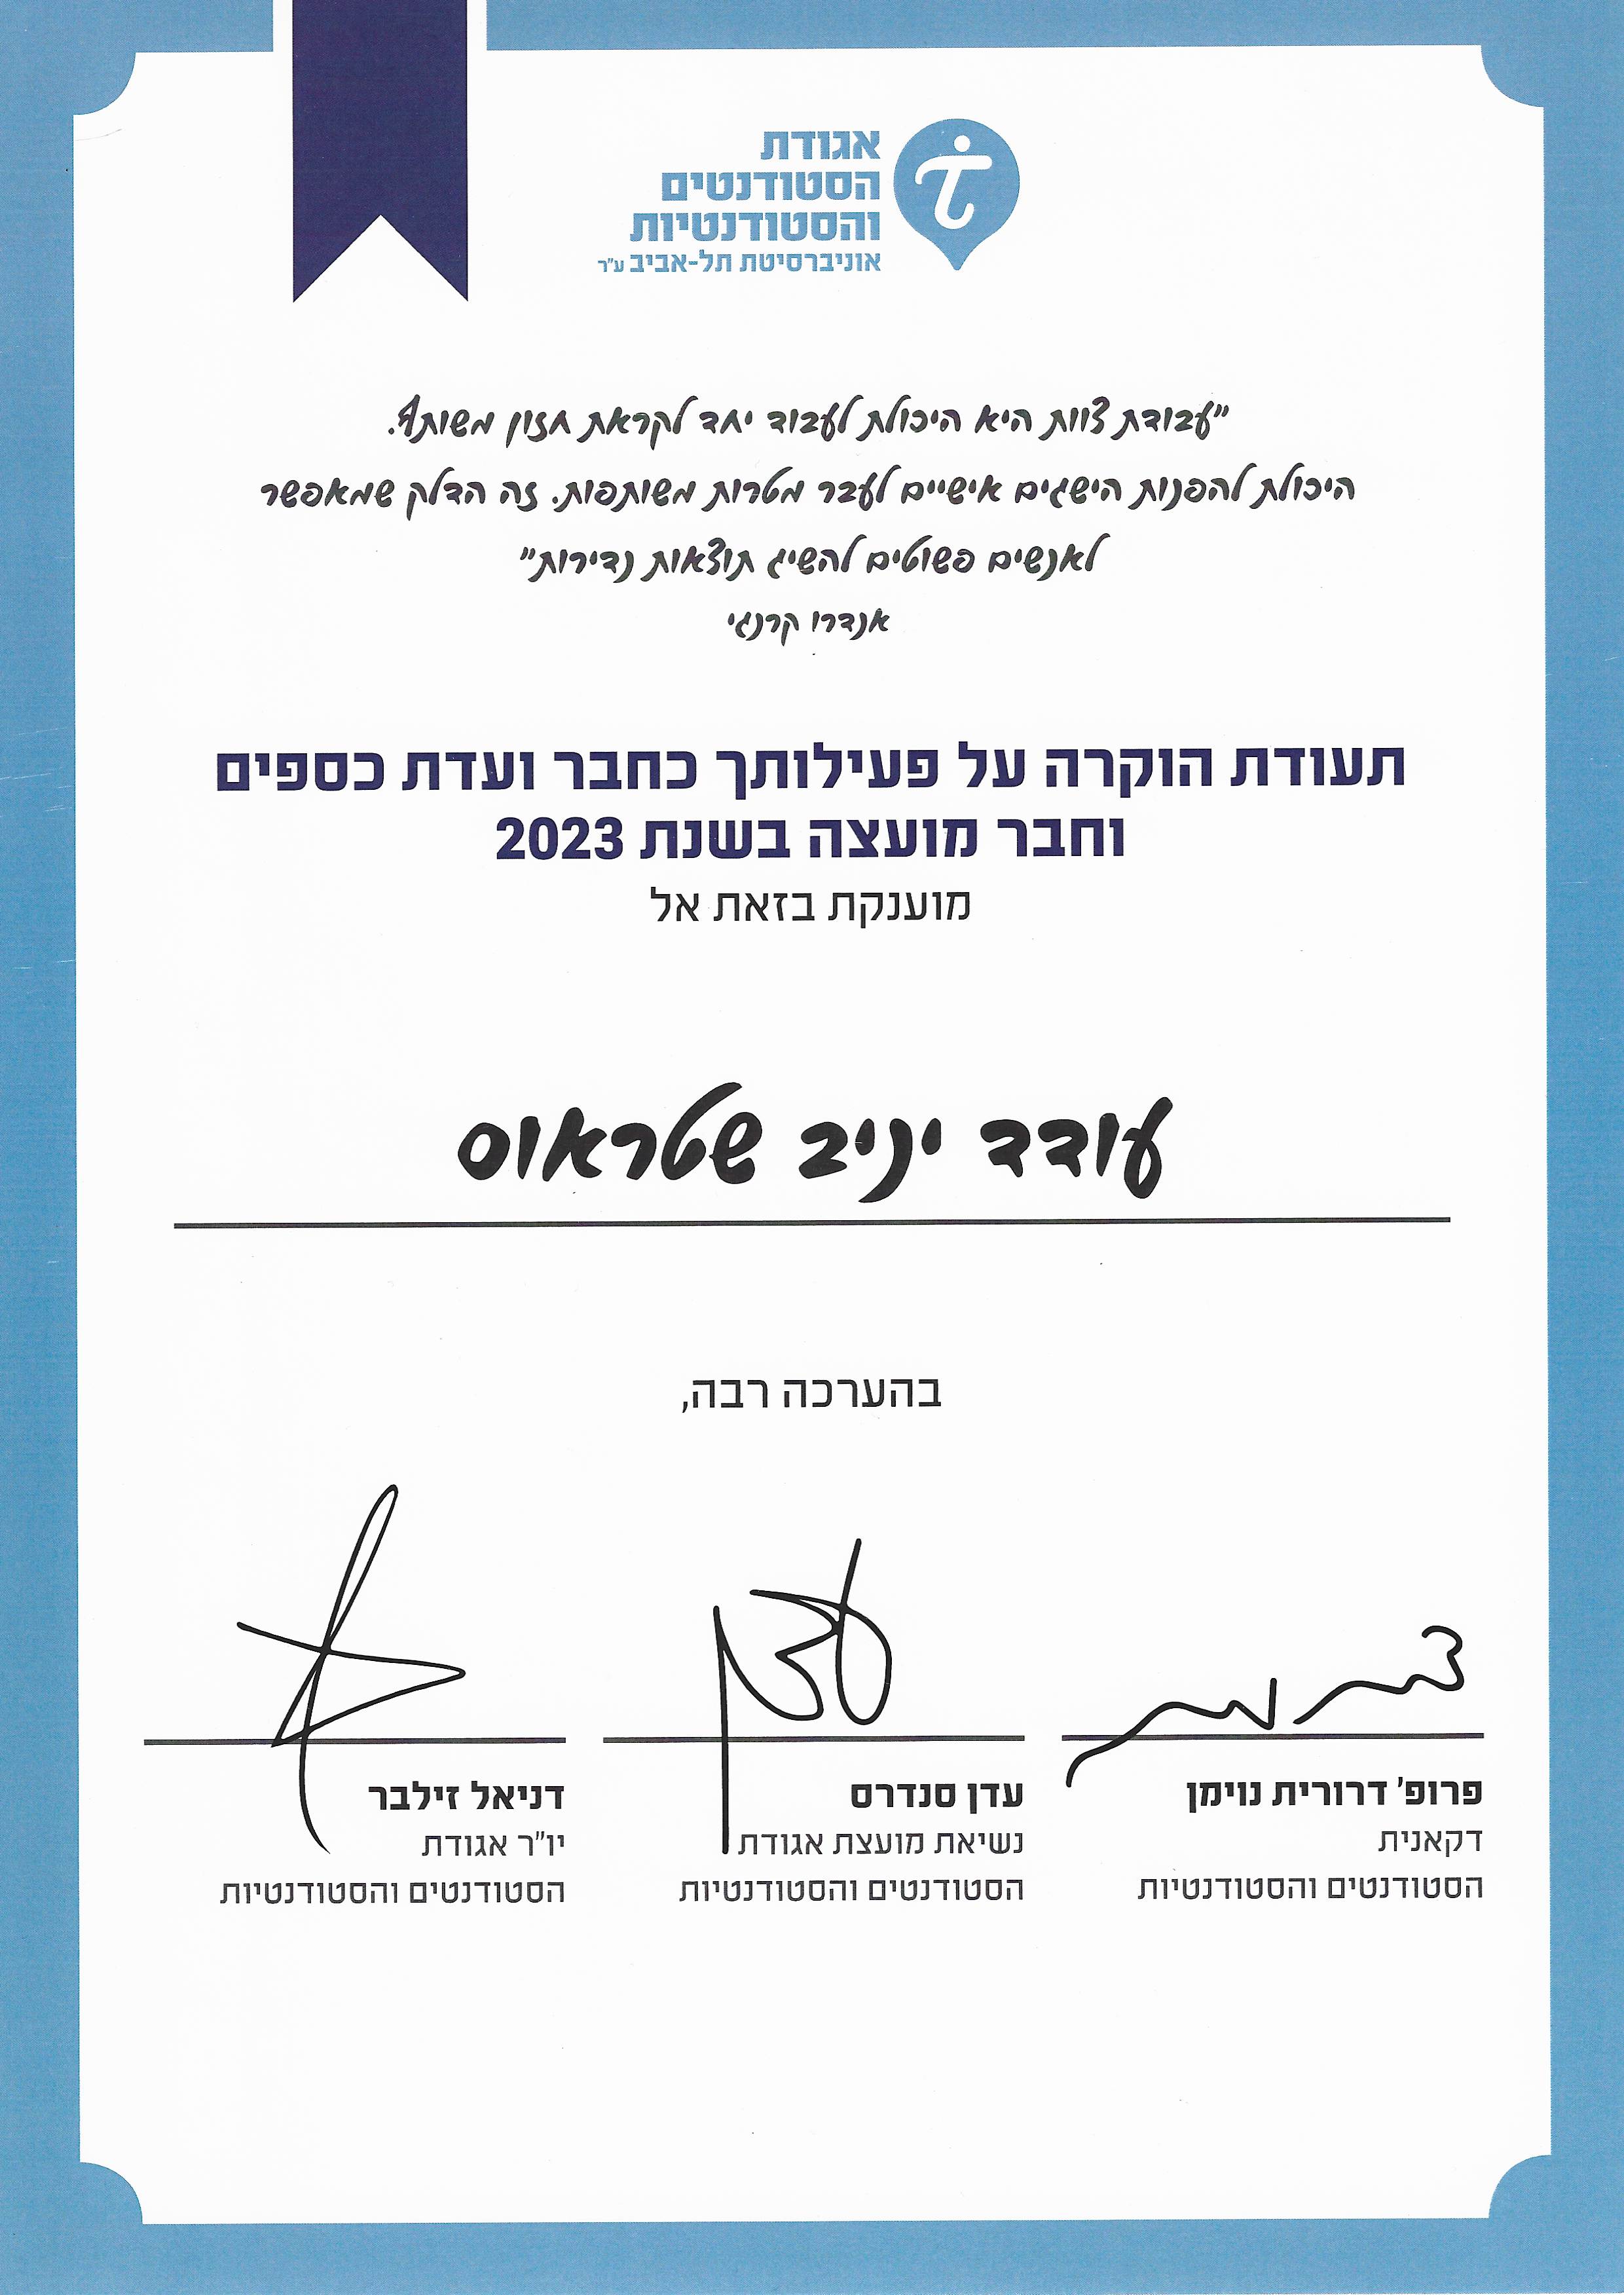 אגודת
הסטודנטים
והסטודנטיות
אוניברסיטת תל-אביב ע"ר
"עבודת צוות היא היכולת לעבוד יחד לקראת חזון משותף.
היכולת להפנות הישגים אישיים לעבר מטרות משותפות. זה הדלק שמאפשר
לאנשים פשוטים להשיג תוצאות נדירות"
אנדרו קרנגי
תעודת הוקרה על פעילותך כחבר ועדת כספים
וחבר מועצה בשנת 2023
מוענקת בזאת אל
עודד יניב שטראוס
בהערכה רבה,
פרופ' דרורית נוימן
דקאנית
הסטודנטים והסטודנטיות
עדן סנדרס
נשיאת מועצת אגודת
הסטודנטים והסטודנטיות
דניאל זילבר
יו"ר אגודת
הסטודנטים והסטודנטיות